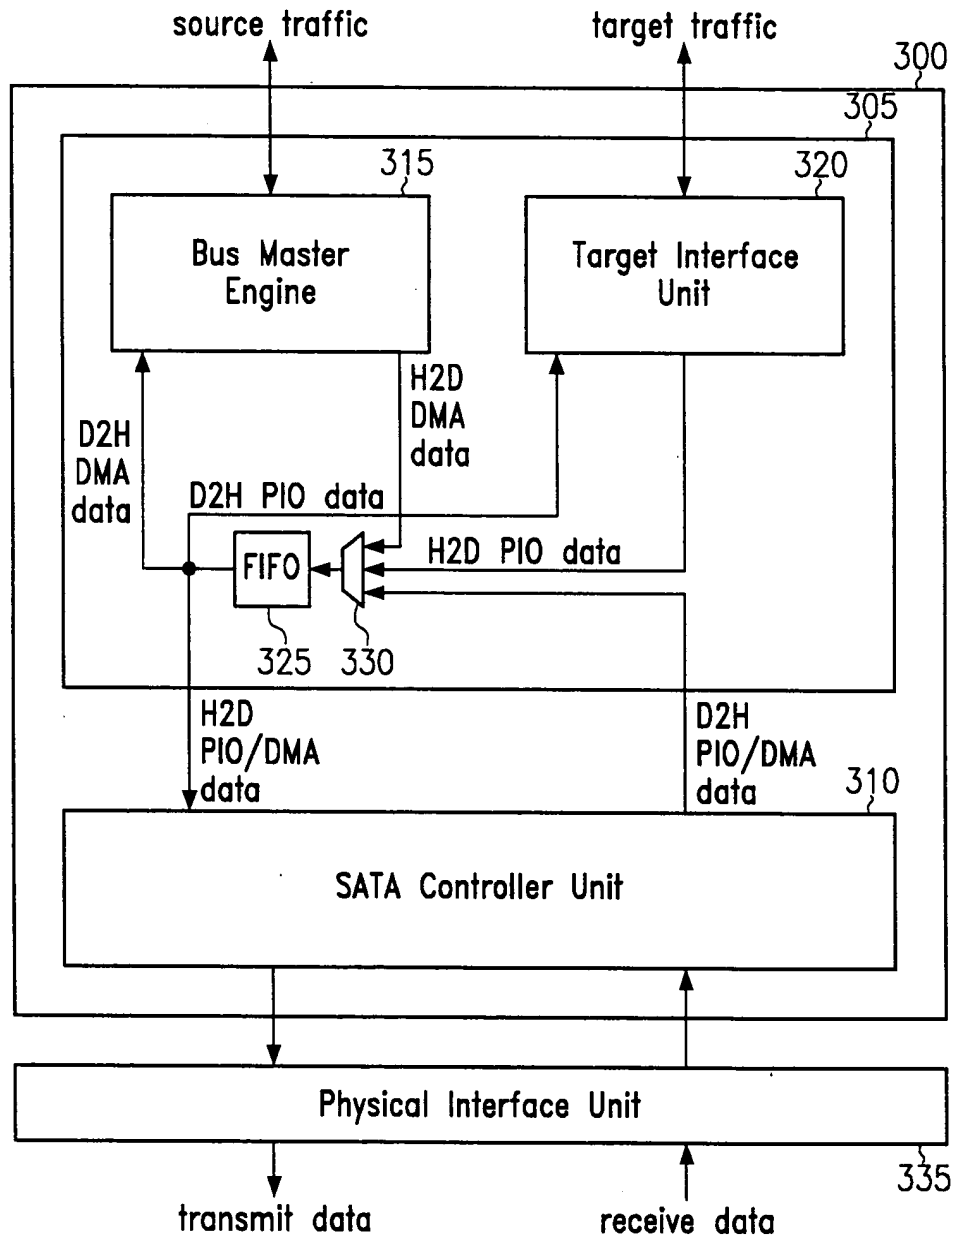 source traffic
target traffic
300
305
315
320
Bus Master
Engine
Target Interface
Unit
H2D
DMA
data
D2H
DMA
data
D2H PIO data
H2D PIO data
FIFO
325
330
H2D
PIO/DMA
data
D2H
PIO/DMA
data
310
SATA Controller Unit
Physical Interface Unit
335
transmit data
receive data